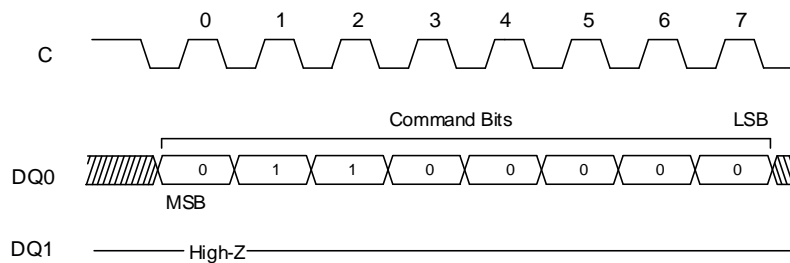 0 1 2 3 4 5 6 7
C
Command Bits LSB
DQ0 0 1 1 0 0 0 0 0
MSB
DQ1 High-Z